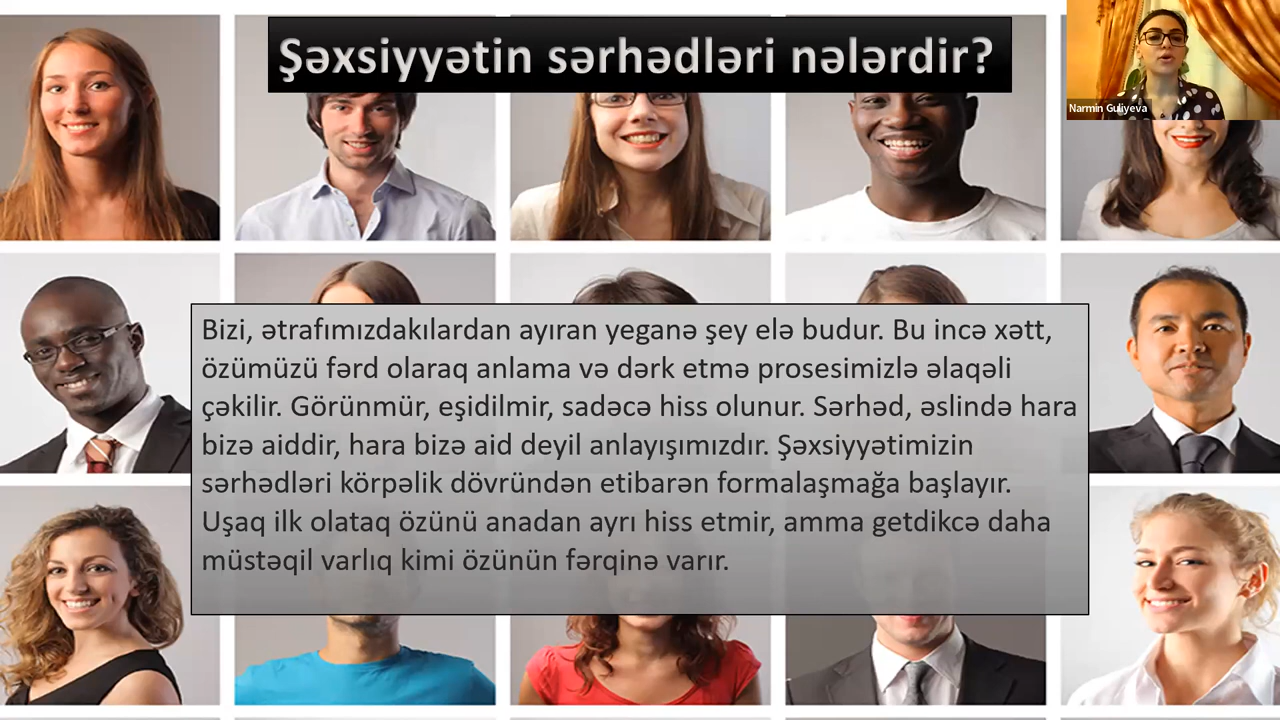 Şəxsiyyətin sərhədləri nələrdir?
Narmin Guliyeva
Bizi, ətrafımızdakılardan ayıran yeganə şey elə budur. Bu incə xətt,
özümüzü fərd olaraq anlama və dərk etmə prosesimizlə əlaqəli
çəkilir. Görünmür, eşidilmir, sadəcə hiss olunur. Sərhəd, əslində hara
bizə aiddir, hara bizə aid deyil anlayışımızdır. Şəxsiyyətimizin
sərhədləri körpəlik dövründən etibarən formalaşmağa başlayır.
Uşaq ilk olataq özünü anadan ayrı hiss etmir, amma getdikcə daha
müstəqil varlıq kimi özünün fərqinə varır.